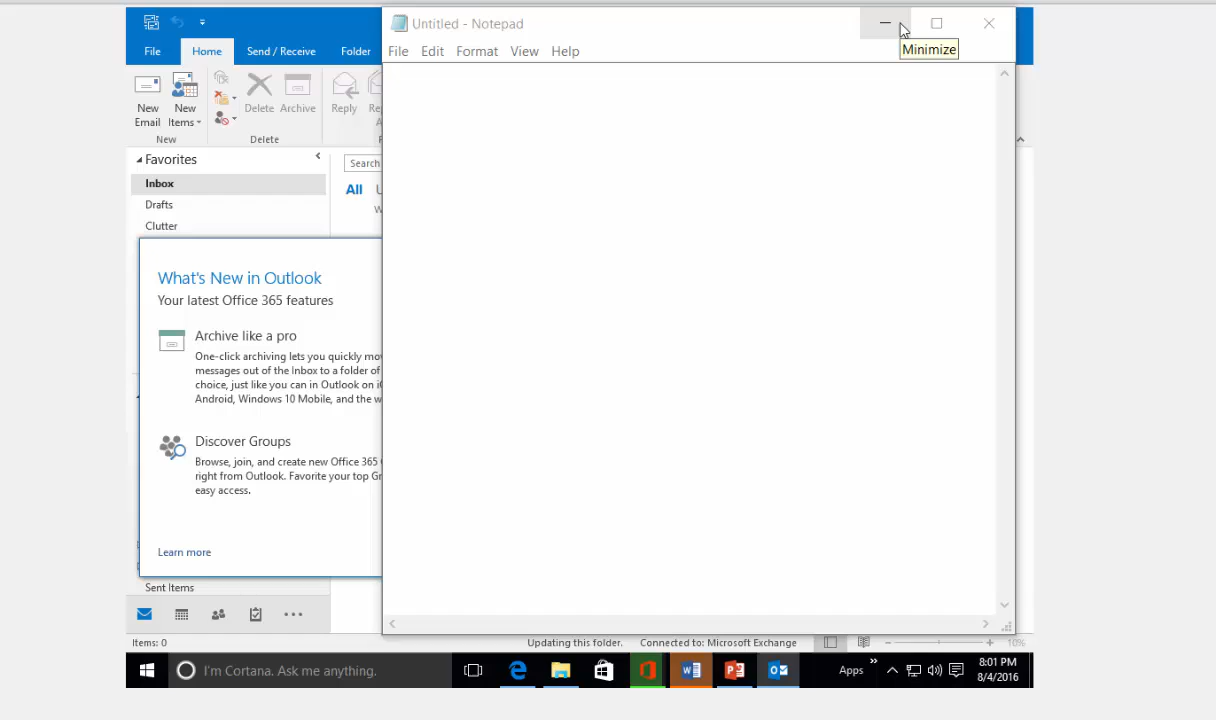 Untitled - Notepad
Minimize
File Edit Format View Help
File Home Send / Receive Folder
New Email
New Items
Delete
Archive
Reply
New
Delete
Favorites
Search
Inbox
All
Drafts
Clutter
What's New in Outlook
Your latest Office 365 features
Archive like a pro
One-click archiving lets you quickly
messages out of the Inbox to a folder of
choice, just like you can in Outlook on
Android, Windows 10 Mobile, and the
Discover Groups
Browse, join, and create new Office 365
right from Outlook. Favorite your top
easy access.
Learn more
Sent Items
Items: 0
Updating this folder. Connected to: Microsoft Exchange
10%
I'm Cortana. Ask me anything.
Apps
8:01 PM
8/4/2016